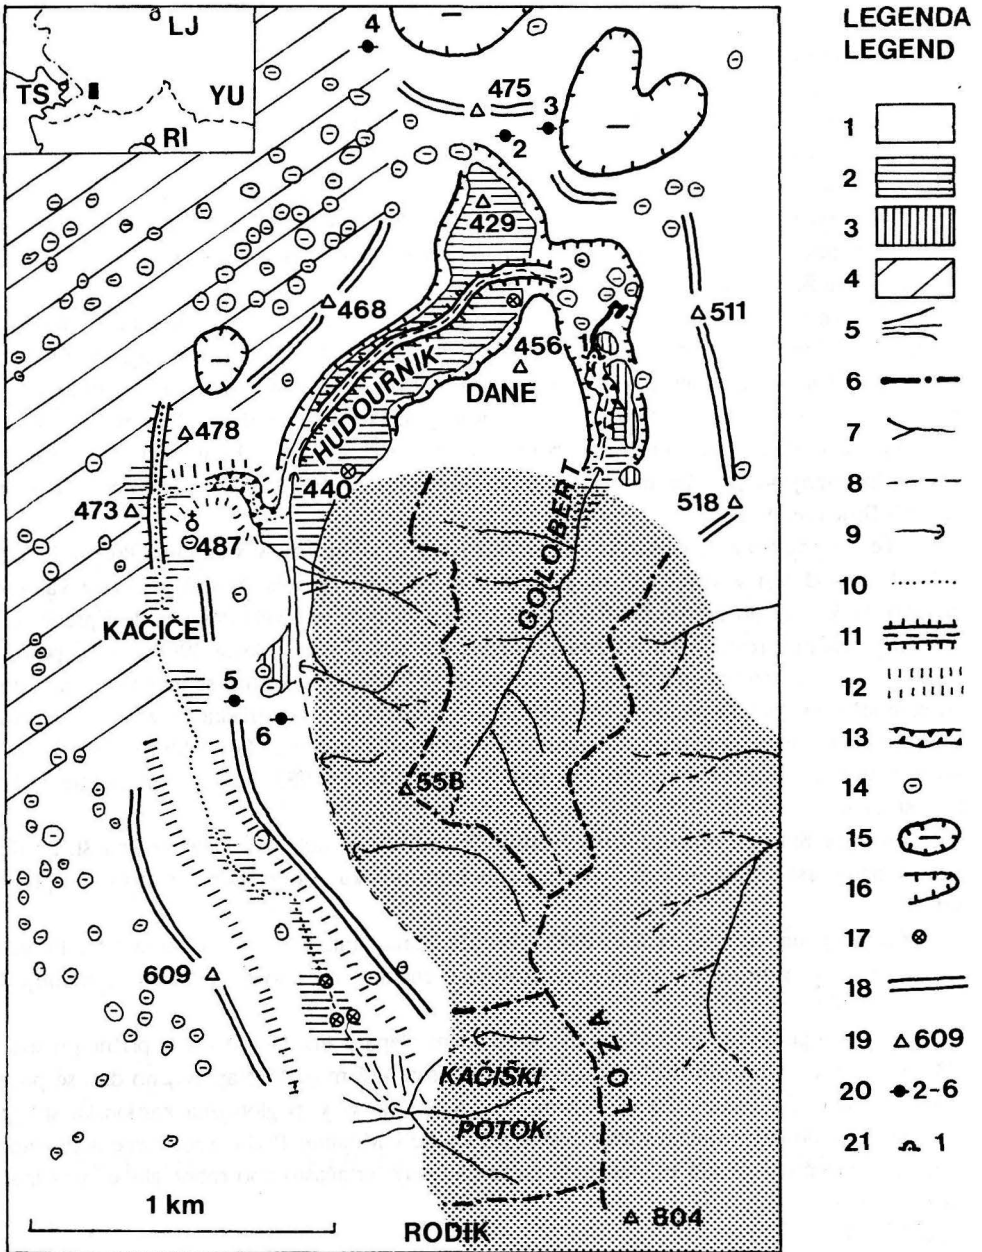 LJ
TS
YU
RI
4
475
3
2
429
468
511
456
1
DANE
HUDOURNIK
478
440
473
487
518
GOLOBERT
KAČIČE
5
6
558
609
KAČIŠKI
POTOK
LOZA
1 km
RODIK
804
LEGENDA
LEGEND
1
2
3
4
5
6
7
8
9
10
11
12
13
14
15
16
17
18
19 609
20 2-6
21 1